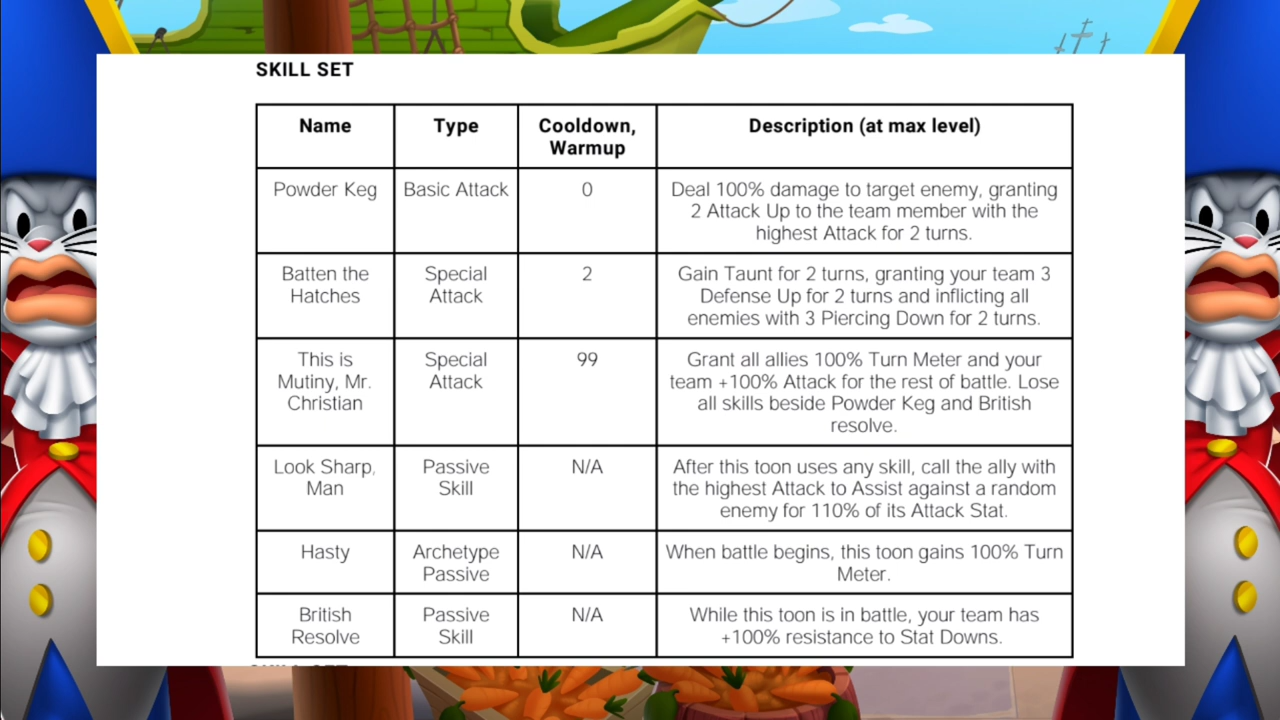 SKILL SET
Name Type Cooldown, Description (at max level)
Warmup
Powder Keg Basic Attack 0 Deal 100% damage to target enemy, granting
2 Attack Up to the team member with the
highest Attack for 2 turns.
Batten the Special 2 Gain Taunt for 2 turns, granting your team 3
Hatches Attack Defense Up for 2 turns and inflicting all
enemies with 3 Piercing Down for 2 turns.
This is Special 99 Grant all allies 100% Turn Meter and your
Mutiny, Mr. Attack team +100% Attack for the rest of battle. Lose
Christian all skills beside Powder Keg and British
resolve.
Look Sharp, Passive N/A After this toon uses any skill, call the ally with
Man Skill the highest Attack to Assist against a random
enemy for 110% of its Attack Stat.
Hasty Archetype N/A When battle begins, this toon gains 100% Turn
Passive Meter.
British Passive N/A While this toon is in battle, your team has
Resolve Skill +100% resistance to Stat Downs.